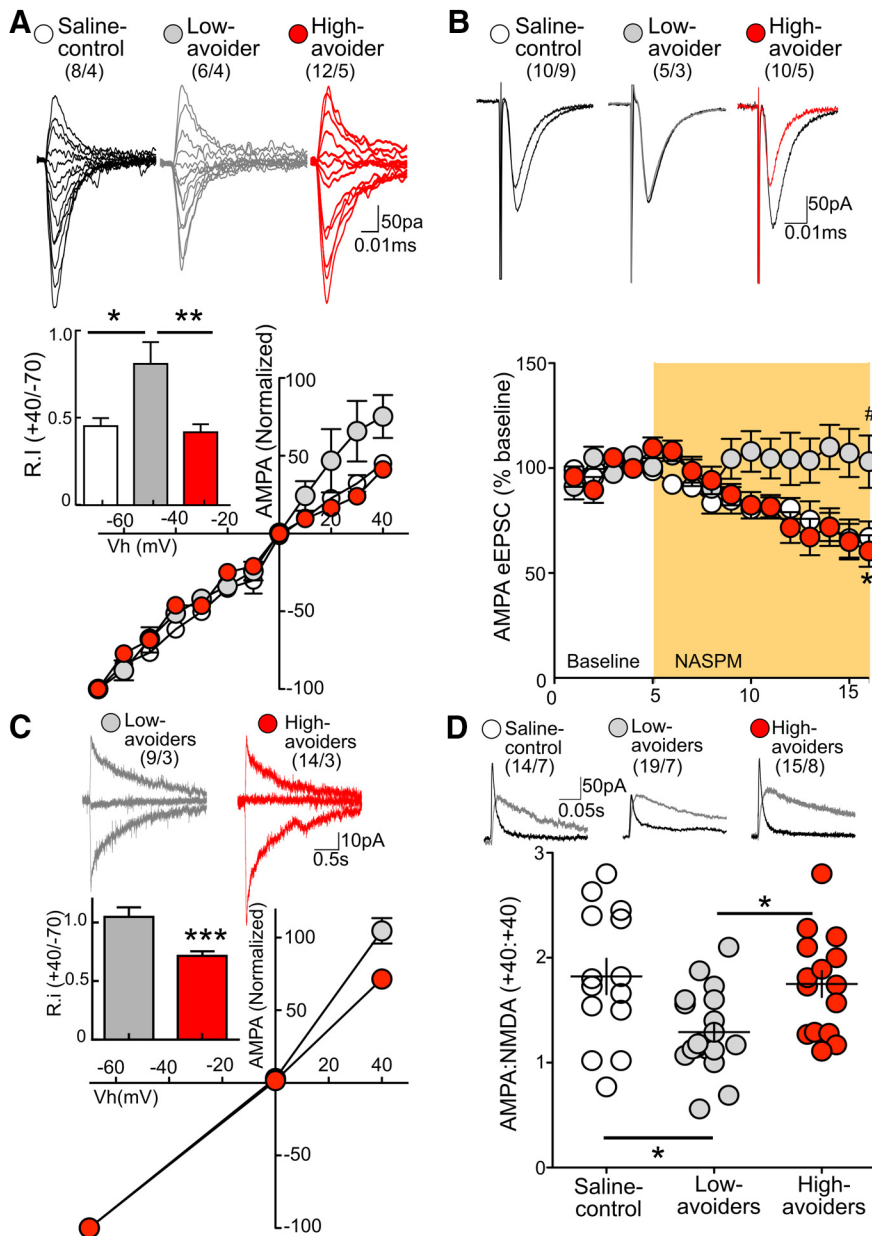 A
Saline-control (8/4)
Low-avoider (6/4)
High-avoider (12/5)
50pa
0.01ms
* **
R.I (+40/-70)
1.0
0.5
0
AMPA (Normalized)
100
50
-50
-100
-60 -40 -20 20 40
Vh (mV)
B
Saline-control (10/9)
Low-avoider (5/3)
High-avoider (10/5)
50pA
0.01ms
AMPA eEPSC (% baseline)
150
100
50
0
#
*
Baseline NASPM
0 5 10 15
C
Low-avoiders (9/3)
High-avoiders (14/3)
10pA
0.5s
R.i (+40/-70)
1.0
0.5
0
***
AMPA (Normalized)
100
50
-50
-100
-60 -40 -20 20 40
Vh(mV)
D
Saline-control (14/7)
Low-avoiders (19/7)
High-avoiders (15/8)
50pA
0.05s
AMPA:NMDA (+40:+40)
3
2
1
0
*
*
Saline-control
Low-avoiders
High-avoiders